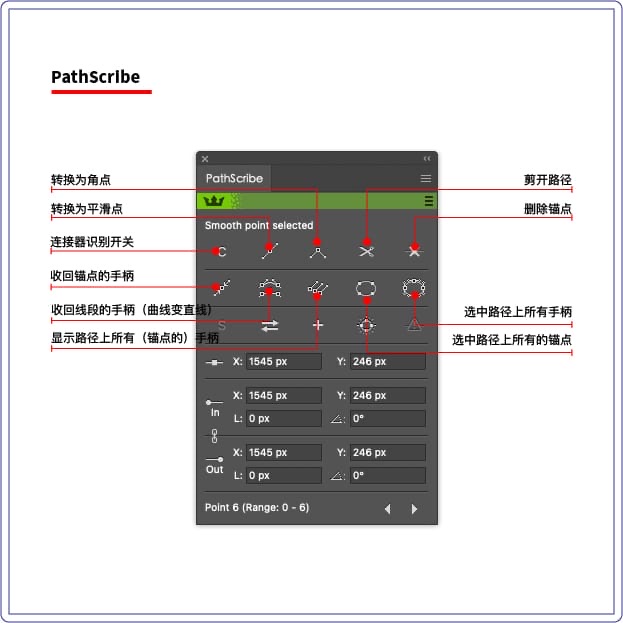 PathScrIbe
PathScribe
转换为角点
剪开路径
转换为平滑点
删除锚点
Smooth point selected
连接器识别开关
C
收回锚点的手柄
收回线段的手柄（曲线变直线）
选中路径上所有手柄
S
显示路径上所有（锚点的）手柄
选中路径上所有的锚点
X: 1545 px Y: 246 px
X: 1545 px Y: 246 px
In
L: 0 px 0°
X: 1545 px Y: 246 px
Out
L: 0 px 0°
Point 6 (Range: 0 - 6)